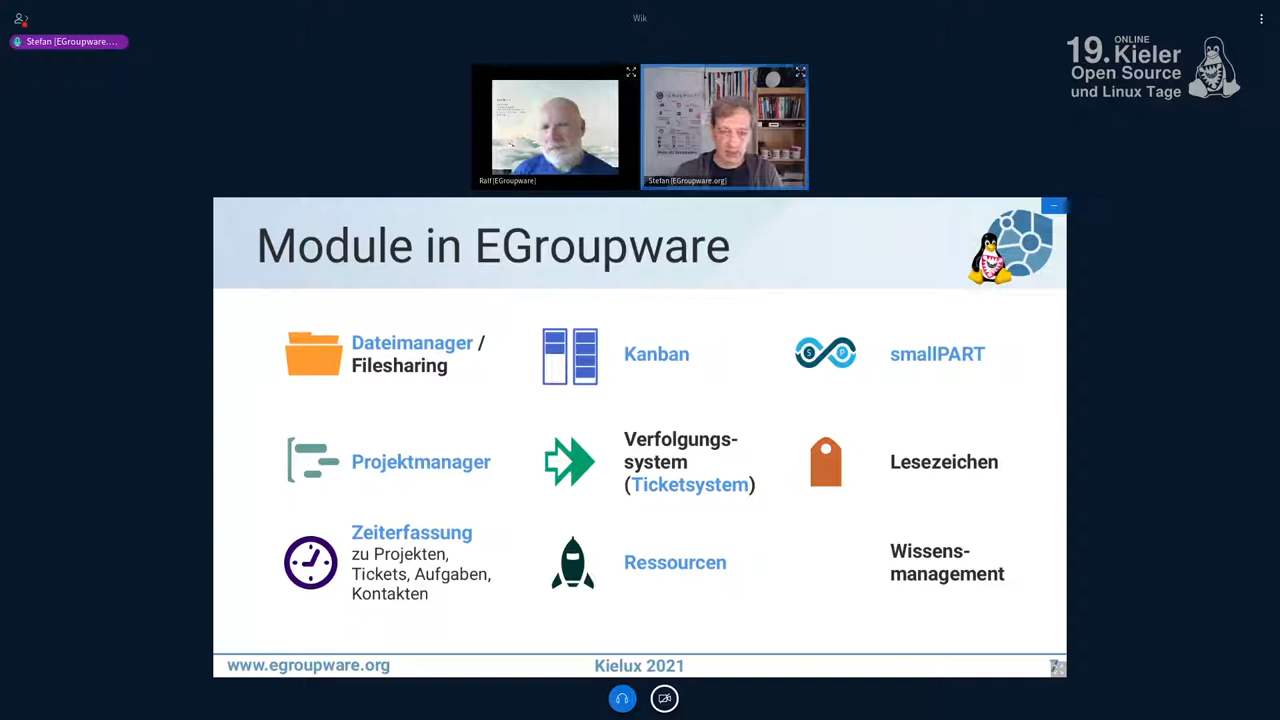 Wik
Stefan [EGroupware....
19. ONLINE
Kieler
Open Source
und Linux Tage
Ralf [EGroupware]
Stefan [EGroupware.org]
Module in EGroupware
Dateimanager /
Filesharing
Kanban
S P
smallPART
Projektmanager
Verfolgungs-
system
(Ticketsystem)
Lesezeichen
Zeiterfassung
zu Projekten,
Tickets, Aufgaben,
Kontakten
Ressourcen
Wissens-
management
www.egroupware.org
Kielux 2021